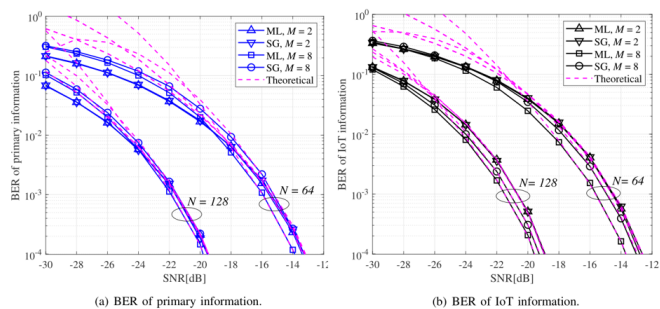 10^0
10^-1
10^-2
10^-3
10^-4
BER of primary information
ML, M = 2
SG, M = 2
ML, M = 8
SG, M = 8
Theoretical
N = 128
N = 64
-30 -28 -26 -24 -22 -20 -18 -16 -14 -12
SNR[dB]
(a) BER of primary information.
10^0
10^-1
10^-2
10^-3
10^-4
BER of IoT information
ML, M = 2
SG, M = 2
ML, M = 8
SG, M = 8
Theoretical
N = 128
N = 64
-30 -28 -26 -24 -22 -20 -18 -16 -14 -12
SNR[dB]
(b) BER of IoT information.